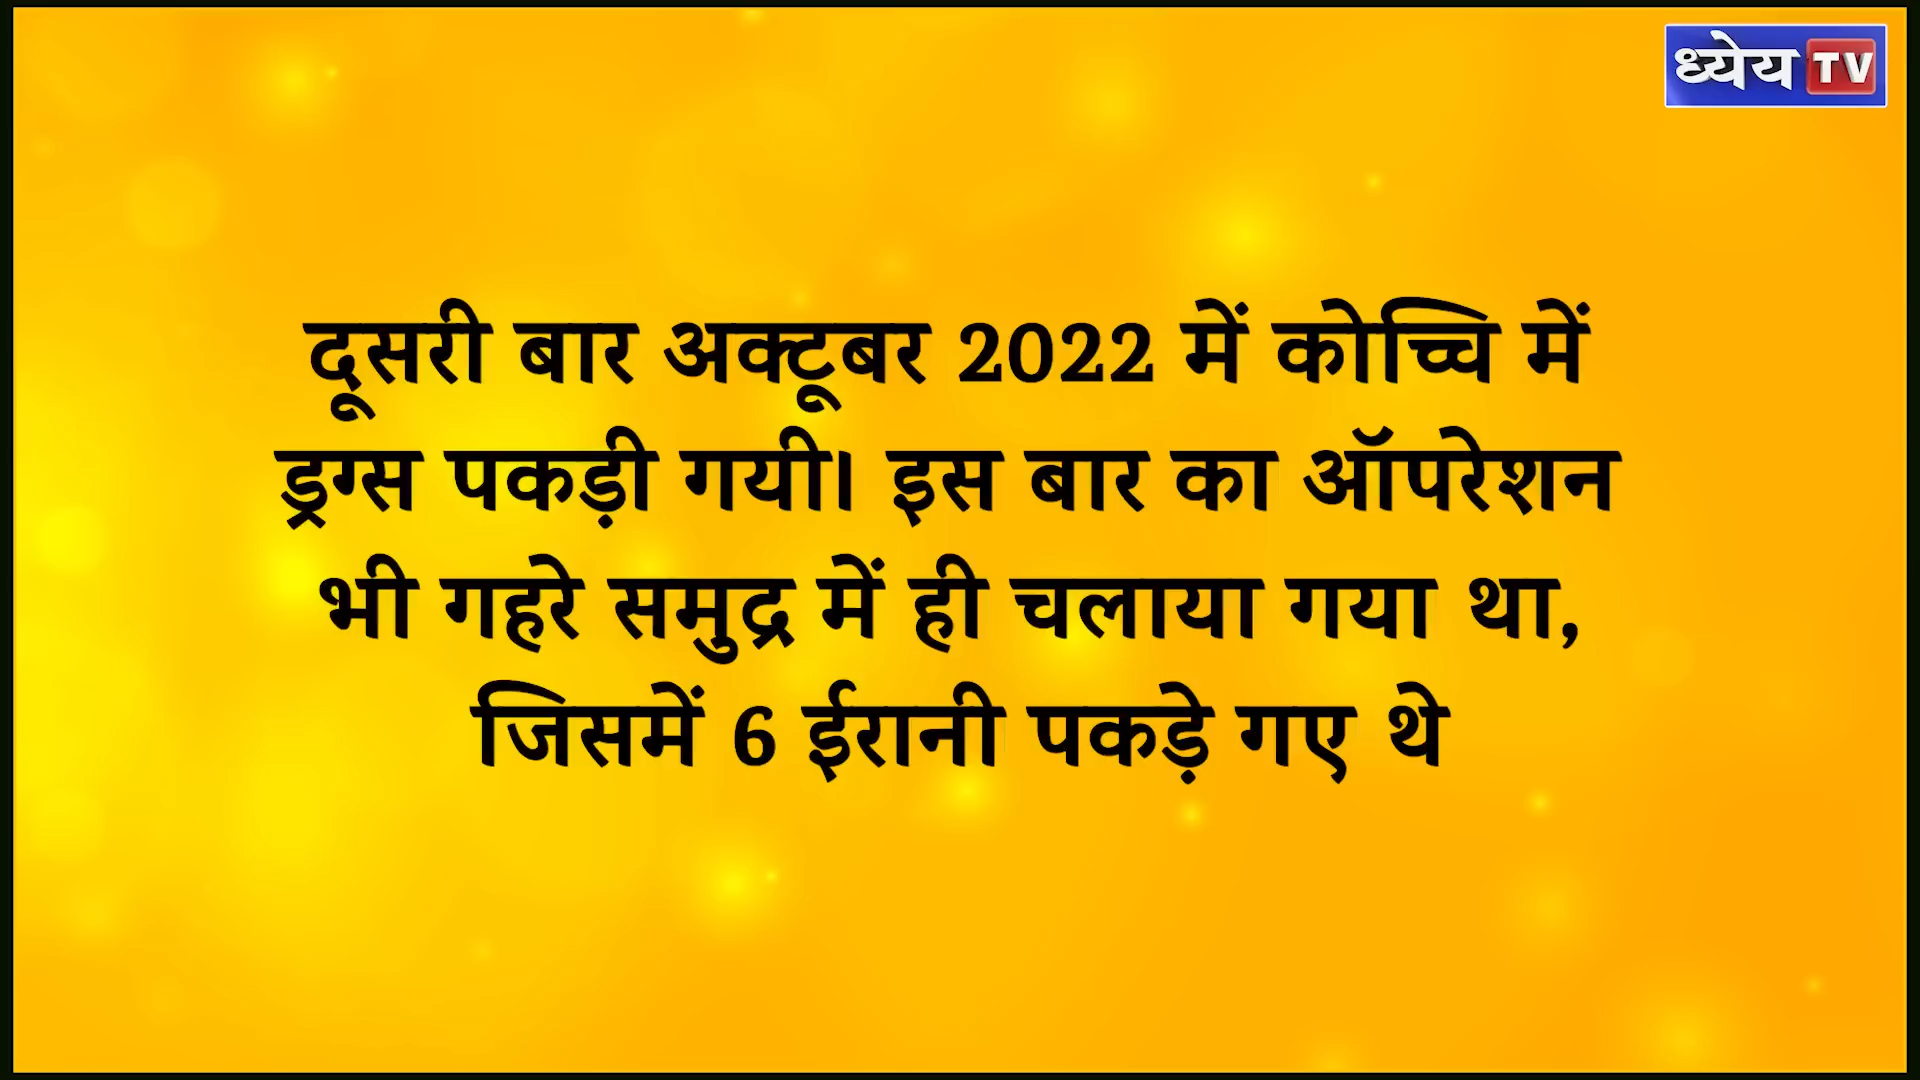 ध्येय TV
दूसरी बार अक्टूबर 2022 में कोच्चि में
ड्रग्स पकड़ी गयी। इस बार का ऑपरेशन
भी गहरे समुद्र में ही चलाया गया था,
जिसमें 6 ईरानी पकड़े गए थे